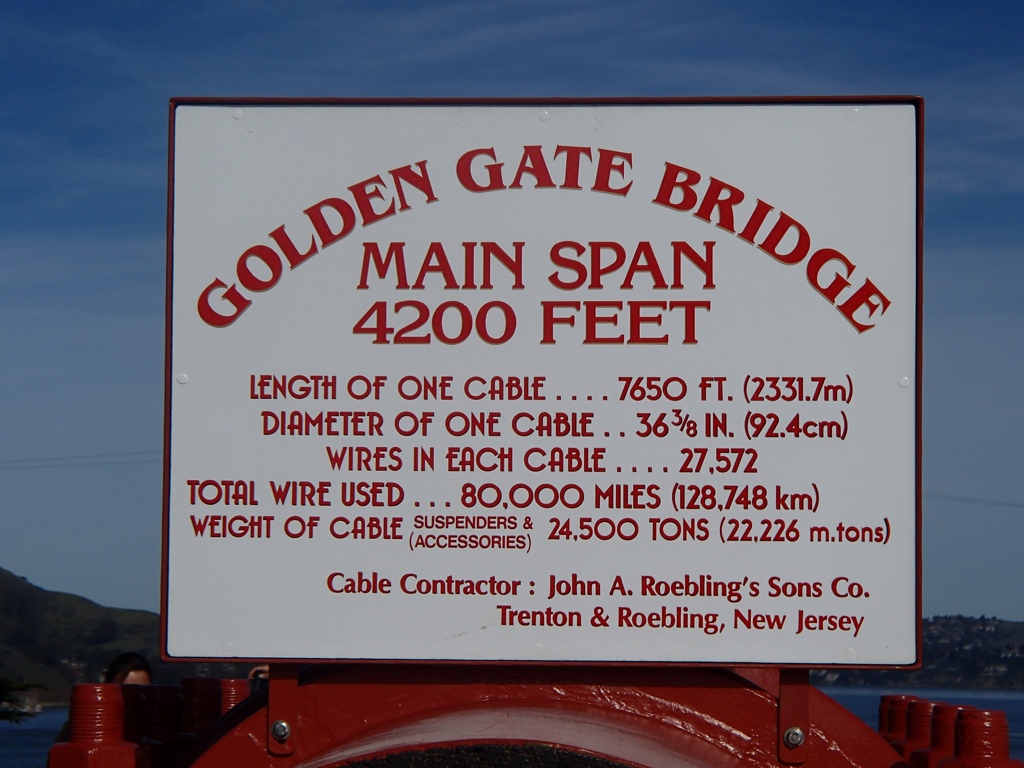 GOLDEN GATE BRIDGE
MAIN SPAN
4200 FEET
LENGTH OF ONE CABLE .... 7650 FT. (2331.7m)
DIAMETER OF ONE CABLE .. 36 3/8 IN. (92.4cm)
WIRES IN EACH CABLE .... 27,572
TOTAL WIRE USED ... 80,000 MILES (128,748 km)
WEIGHT OF CABLE SUSPENDERS & (ACCESSORIES) 24,500 TONS (22,226 m.tons)
Cable Contractor : John A. Roebling's Sons Co.
Trenton & Roebling, New Jersey